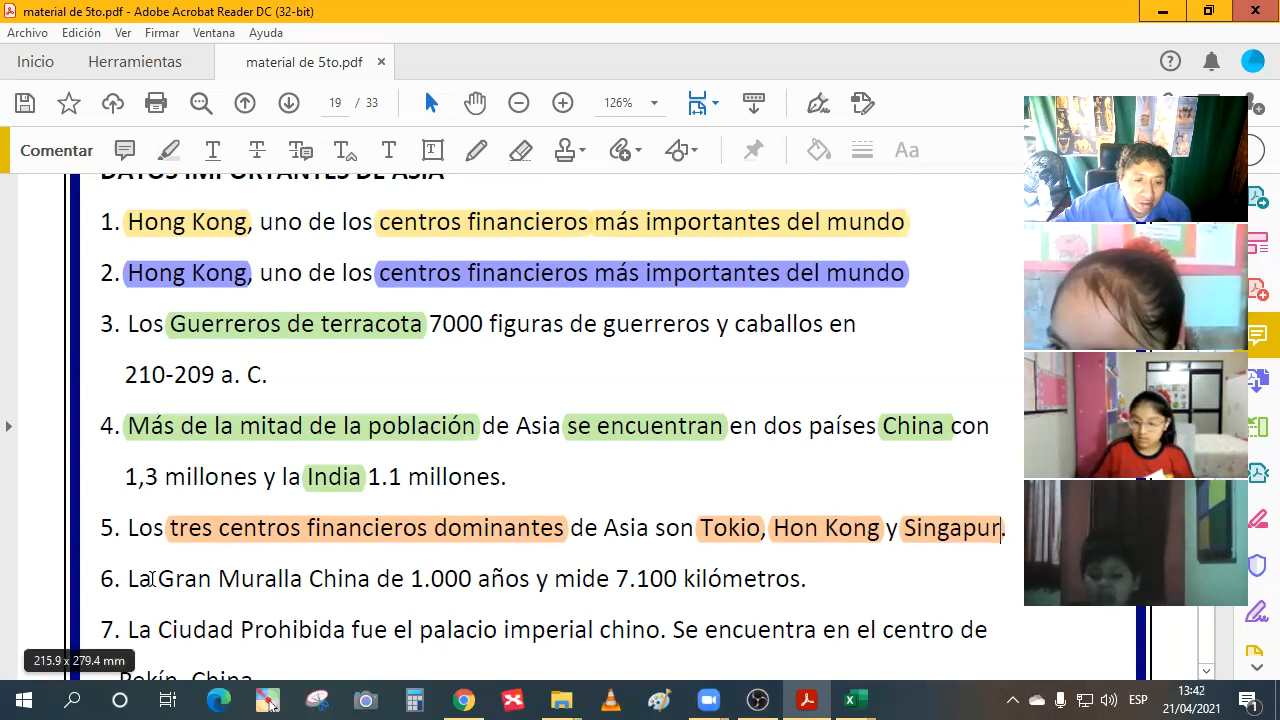 material de 5to.pdf - Adobe Acrobat Reader DC (32-bit)
Archivo Edición Ver Firmar Ventana Ayuda
Inicio Herramientas material de 5to.pdf
19 / 33 126%
Comentar
DATOS IMPORTANTES DE ASIA
1. Hong Kong, uno de los centros financieros más importantes del mundo
2. Hong Kong, uno de los centros financieros más importantes del mundo
3. Los Guerreros de terracota 7000 figuras de guerreros y caballos en
210-209 a. C.
4. Más de la mitad de la población de Asia se encuentran en dos países China con
1,3 millones y la India 1.1 millones.
5. Los tres centros financieros dominantes de Asia son Tokio, Hon Kong y Singapur.
6. La Gran Muralla China de 1.000 años y mide 7.100 kilómetros.
7. La Ciudad Prohibida fue el palacio imperial chino. Se encuentra en el centro de
Pekín, China
215.9 x 279.4 mm
ESP
13:42
21/04/2021
1